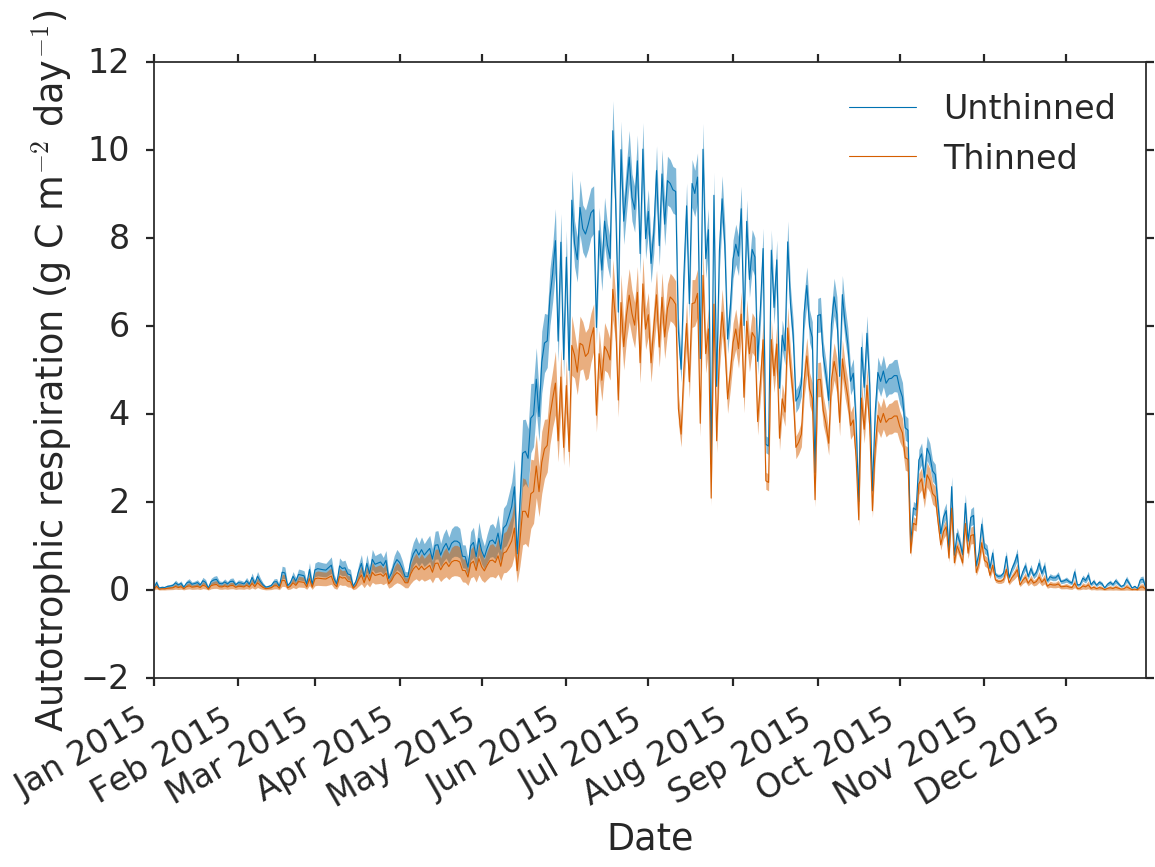 Autotrophic respiration (g C m⁻² day⁻¹)
12
10
8
6
4
2
0
−2
Unthinned
Thinned
Jan 2015
Feb 2015
Mar 2015
Apr 2015
May 2015
Jun 2015
Jul 2015
Aug 2015
Sep 2015
Oct 2015
Nov 2015
Dec 2015
Date